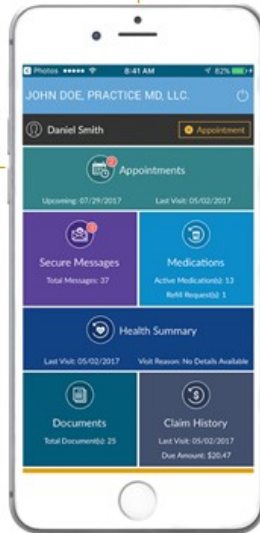 Photos 8:41 AM 82%
JOHN DOE, PRACTICE MD, LLC.
Daniel Smith Appointment
Appointments
Upcoming: 07/29/2017 Last Visit: 05/02/2017
Secure Messages
Total Messages: 37
Medications
Active Medication(s): 13
Refill Request(s): 1
Health Summary
Last Visit: 05/02/2017 Visit Reason: No Details Available
Documents
Total Document(s): 25
Claim History
Last Visit: 05/02/2017
Due Amount: $20.47